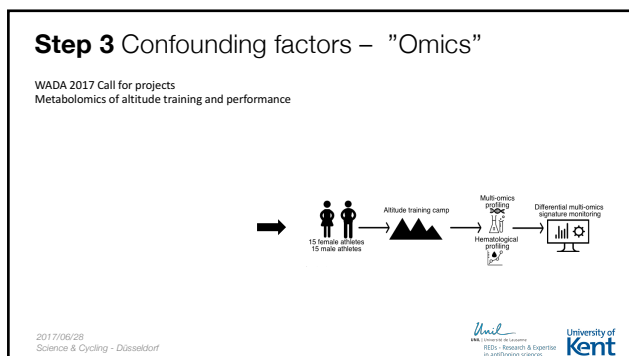 Step 3 Confounding factors – ”Omics”
WADA 2017 Call for projects
Metabolomics of altitude training and performance
15 female athletes
15 male athletes
Altitude training camp
Multi-omics
profiling
Hematological
profiling
Differential multi-omics
signature monitoring
2017/06/28
Science & Cycling - Düsseldorf
Unil
UNIL | Université de Lausanne
REDs - Research & Expertise
in antiDoping sciences
University of
Kent